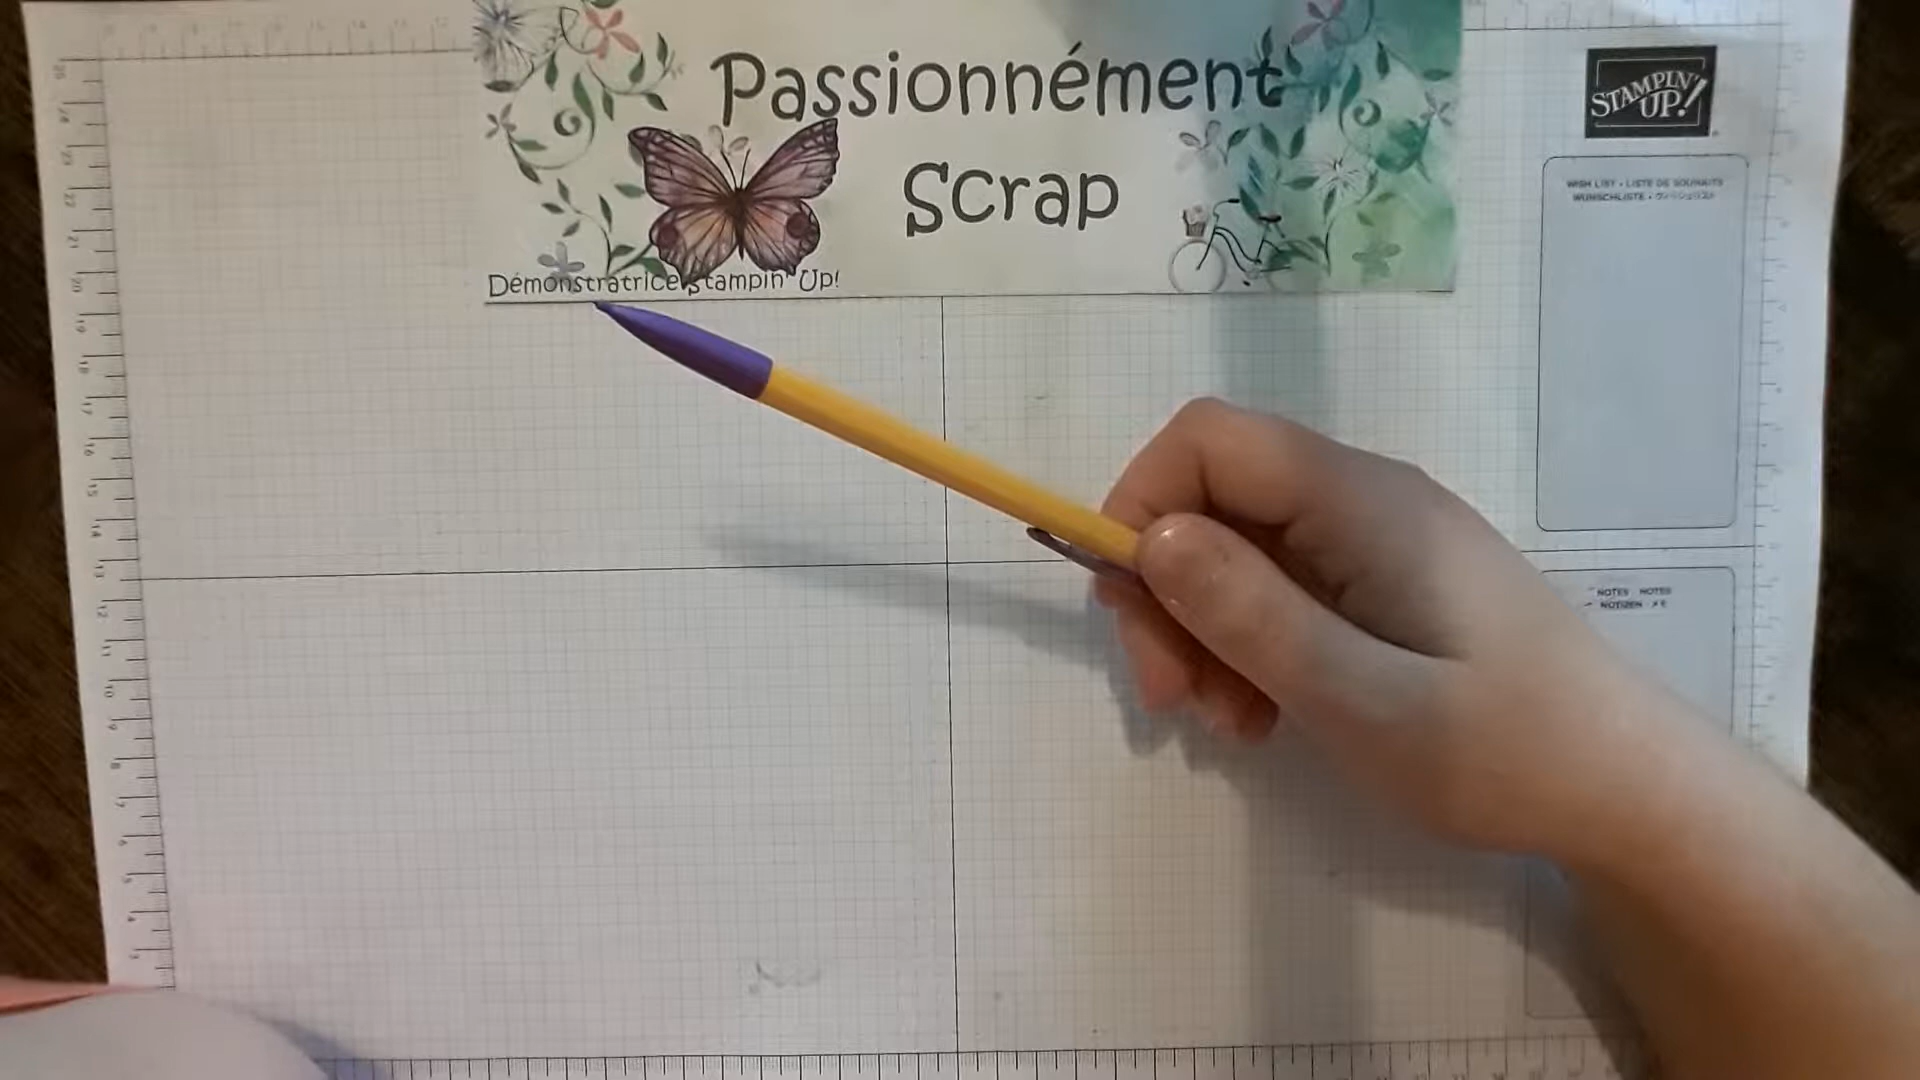 Passionnément
Scrap
Démonstratrice Stampin' Up!
STAMPIN'
UP!
WISH LIST • LISTE DE SOUHAITS
WUNSCHLISTE •
NOTES NOTES
NOTIZEN